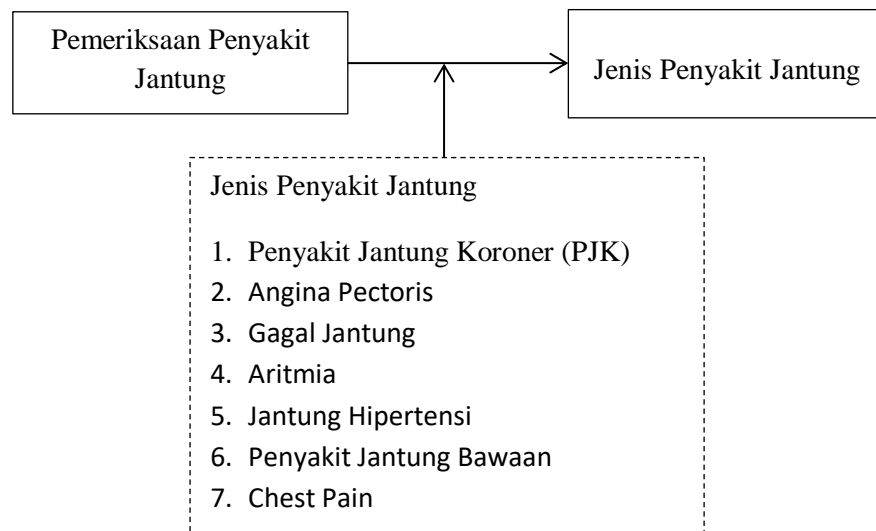 Pemeriksaan Penyakit
Jantung
Jenis Penyakit Jantung
Jenis Penyakit Jantung
1. Penyakit Jantung Koroner (PJK)
2. Angina Pectoris
3. Gagal Jantung
4. Aritmia
5. Jantung Hipertensi
6. Penyakit Jantung Bawaan
7. Chest Pain